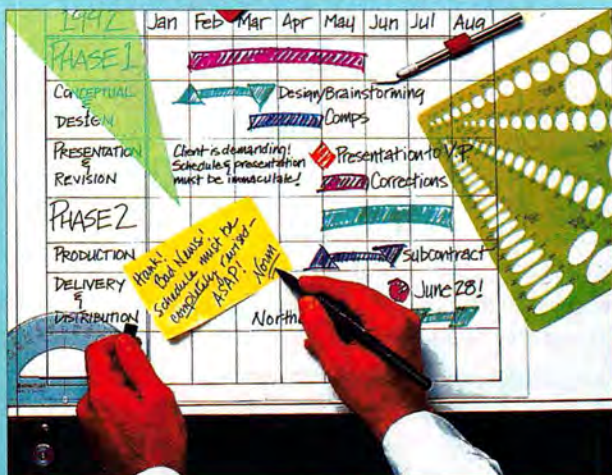 1992 Jan Feb Mar Apr May Jun Jul Aug
PHASE 1
CONCEPTUAL
&
DESIGN
Design/Brainstorming
Comps
PRESENTATION
&
REVISION
Client is demanding!
Schedule & presentation
must be immaculate!
Presentation to V.P.
Corrections
PHASE 2
PRODUCTION
Subcontract
Hank!
Bad News!
Schedule must be
completely revised-
ASAP!
Norm
DELIVERY
&
DISTRIBUTION
June 28!
North